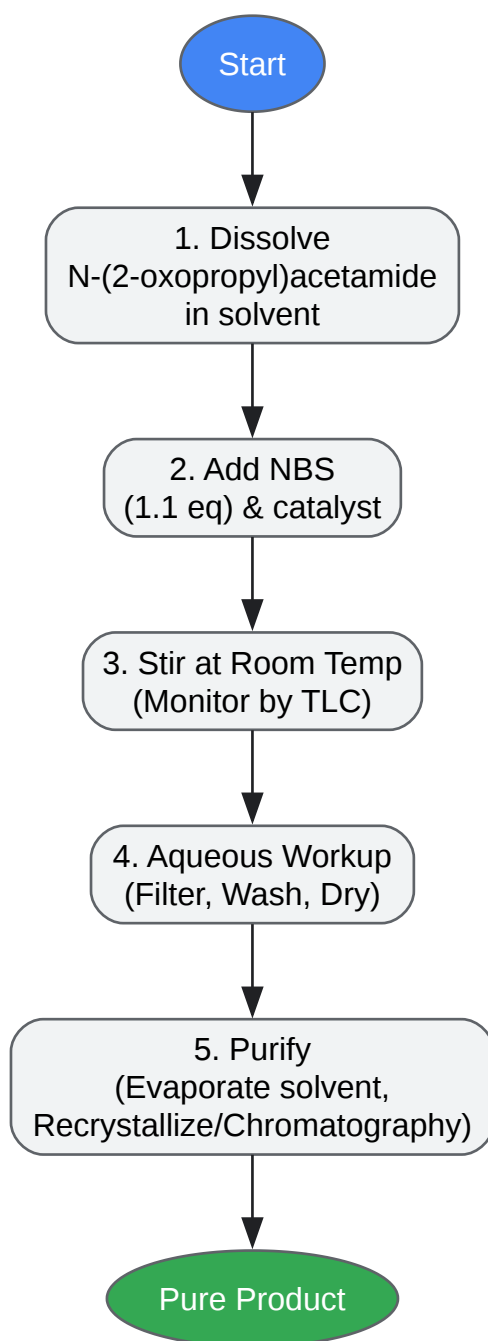 Start
1. Dissolve
N-(2-oxopropyl)acetamide
in solvent
2. Add NBS
(1.1 eq) & catalyst
3. Stir at Room Temp
(Monitor by TLC)
4. Aqueous Workup
(Filter, Wash, Dry)
5. Purify
(Evaporate solvent,
Recrystallize/Chromatography)
Pure Product